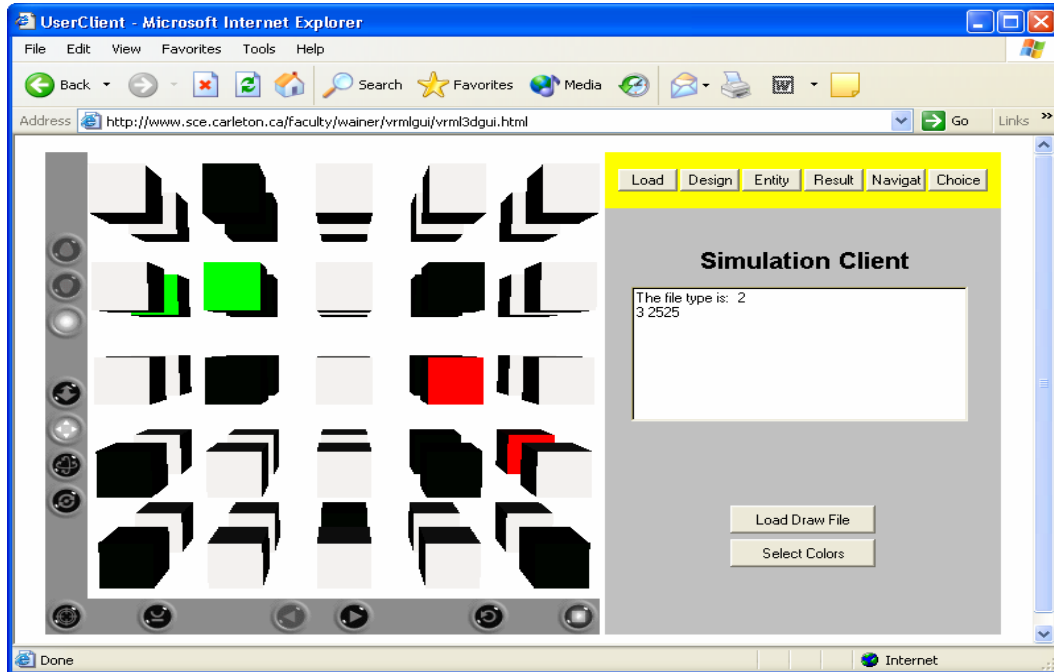 UserClient - Microsoft Internet Explorer
File Edit View Favorites Tools Help
Back Search Favorites Media
Address http://www.sce.carleton.ca/faculty/wainer/vrmlgui/vrml3dgui.html Go Links »
Load Design Entity Result Navigat Choice
Simulation Client
The file type is: 2
3 2525
Load Draw File
Select Colors
Done Internet